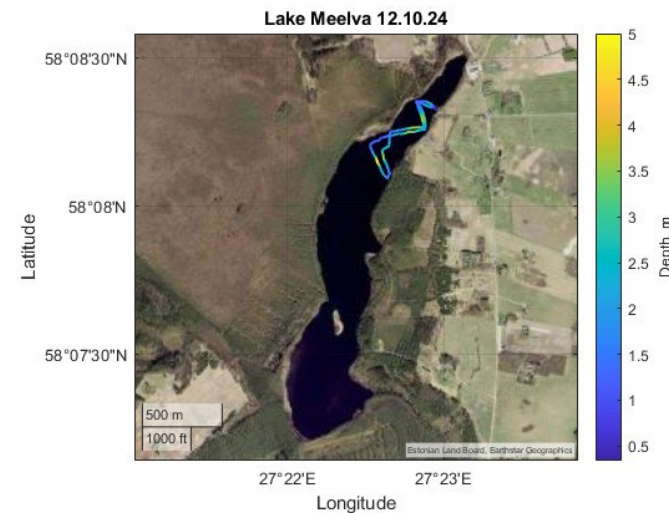 Lake Meelva 12.10.24
58°08'30"N
58°08'N
58°07'30"N
Latitude
500 m
1000 ft
Estonian Land Board, Earthstar Geographics
27°22'E
27°23'E
Longitude
5
4.5
4
3.5
3
2.5
2
1.5
1
0.5
Depth, m